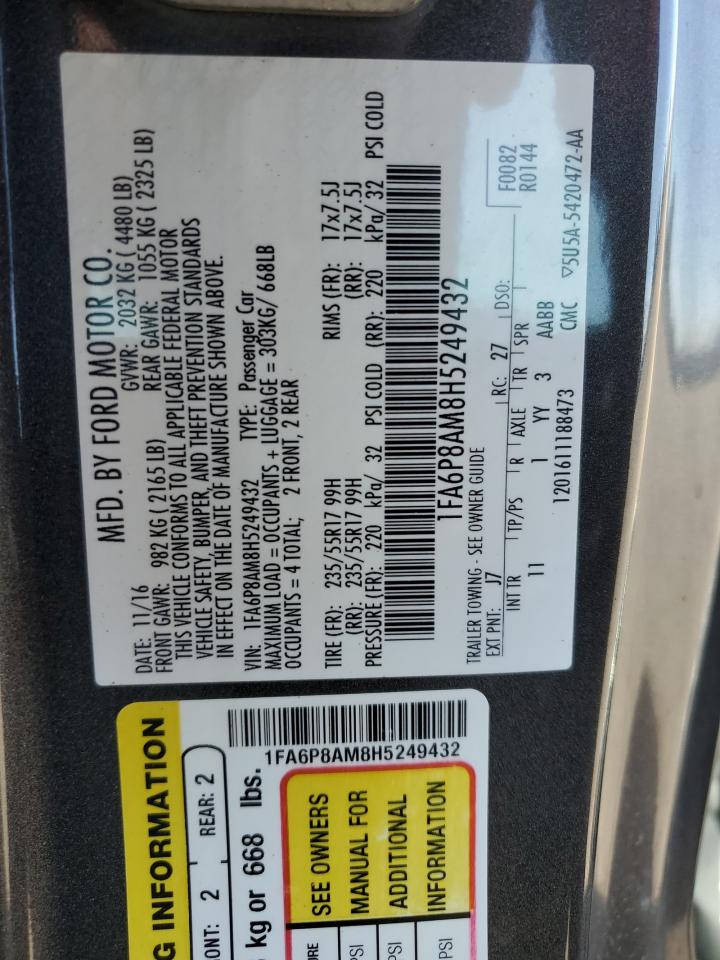 MFD. BY FORD MOTOR CO.
DATE: 11/16 GVWR: 2032 KG ( 4480 LB)
FRONT GAWR: 982 KG ( 2165 LB) REAR GAWR: 1055 KG ( 2325 LB)
THIS VEHICLE CONFORMS TO ALL APPLICABLE FEDERAL MOTOR
VEHICLE SAFETY, BUMPER, AND THEFT PREVENTION STANDARDS
IN EFFECT ON THE DATE OF MANUFACTURE SHOWN ABOVE.
VIN: 1FA6P8AM8H5249432 TYPE: Passenger Car
MAXIMUM LOAD = OCCUPANTS + LUGGAGE = 303KG/ 668LB
OCCUPANTS = 4 TOTAL; 2 FRONT, 2 REAR
TIRE (FR): 235/55R17 99H RIMS (FR): 17x7.5J
(RR): 235/55R17 99H (RR): 17x7.5J
PRESSURE (FR): 220 kPa/ 32 PSI COLD (RR): 220 kPa/ 32 PSI COLD
1FA6P8AM8H5249432
TRAILER TOWING - SEE OWNER GUIDE
F0082
EXT PNT: J7 RC: 27 DSO: R0144
INT TR TP/PS R AXLE TR SPR
11 1 YY 3 AABB
1201611188473 CMC ▽5U5A-5420472-AA
G INFORMATION
ONT: 2 REAR: 2
kg or 668 lbs.
1FA6P8AM8H5249432
SEE OWNERS
MANUAL FOR
ADDITIONAL
INFORMATION
URE
PSI
PSI
PSI